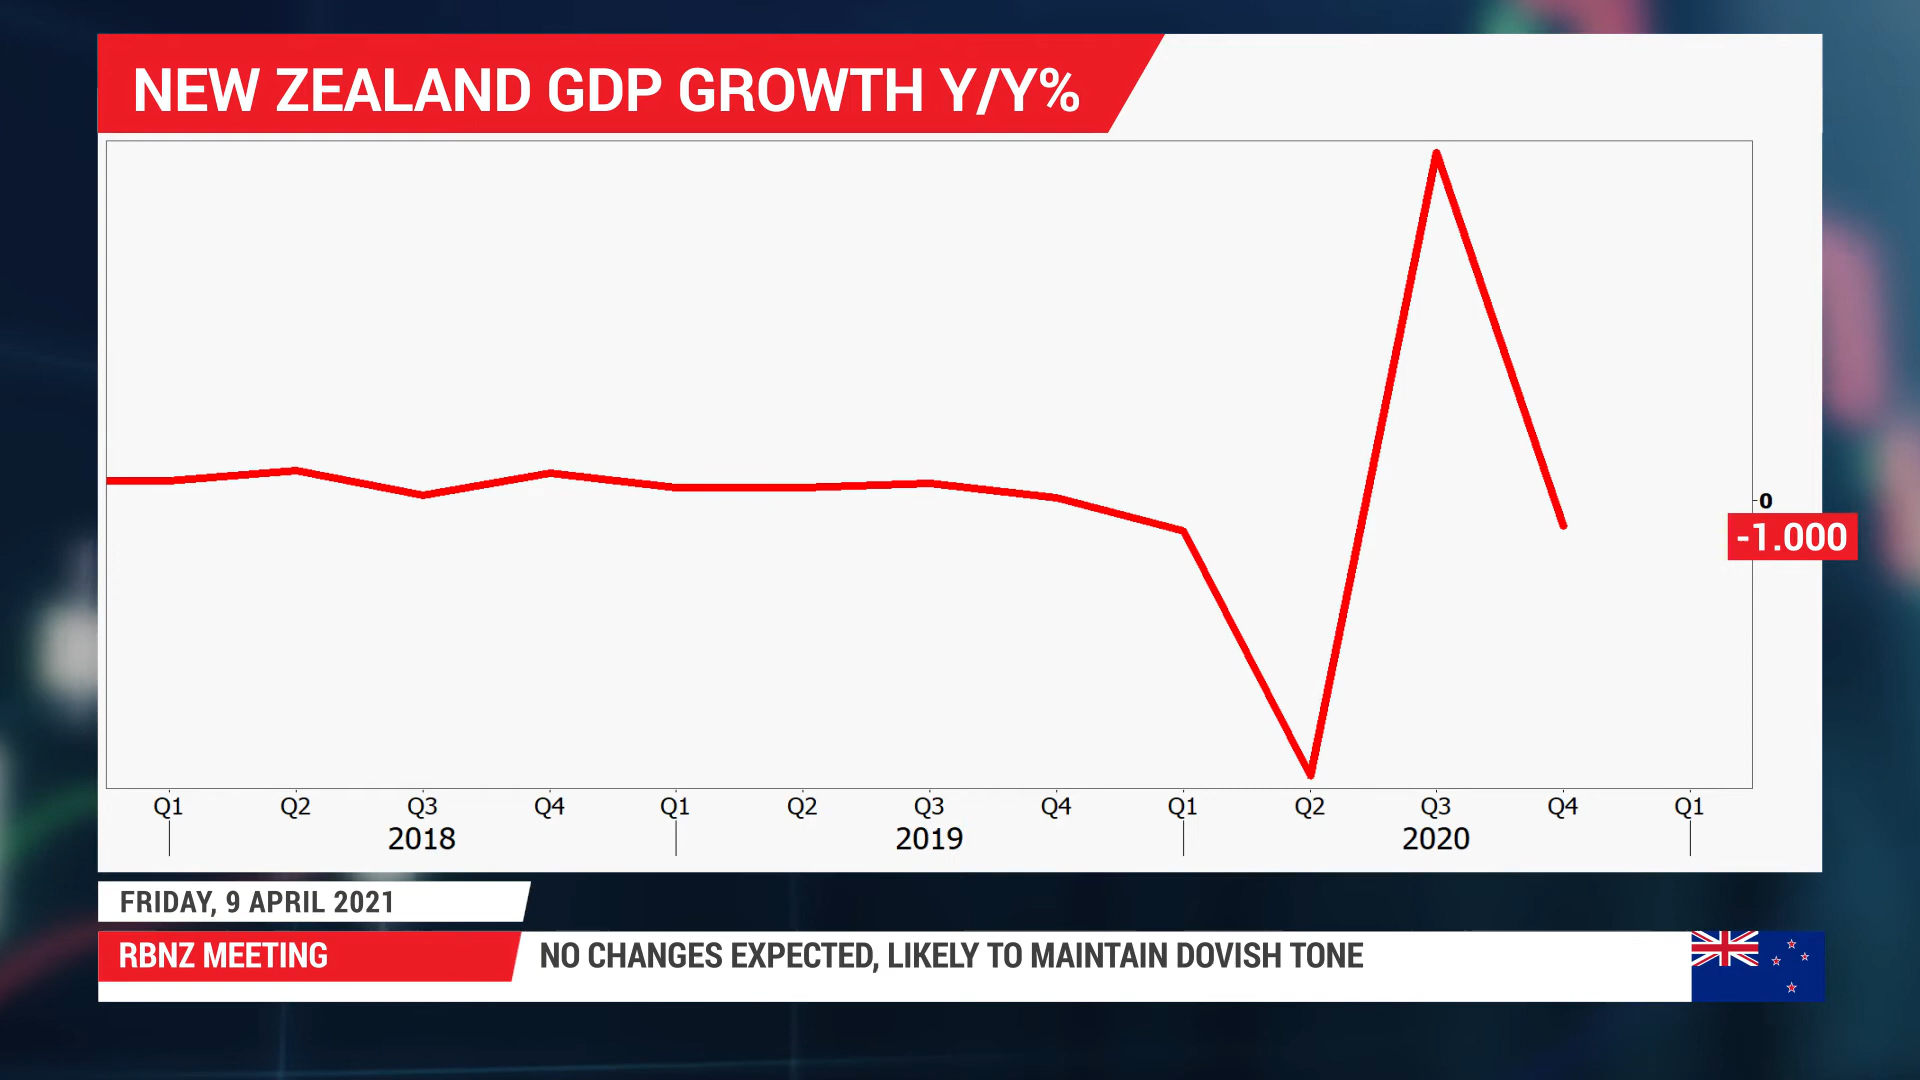 NEW ZEALAND GDP GROWTH Y/Y%
0
-1.000
Q1 Q2 Q3 Q4 Q1 Q2 Q3 Q4 Q1 Q2 Q3 Q4 Q1
2018 2019 2020
FRIDAY, 9 APRIL 2021
RBNZ MEETING NO CHANGES EXPECTED, LIKELY TO MAINTAIN DOVISH TONE